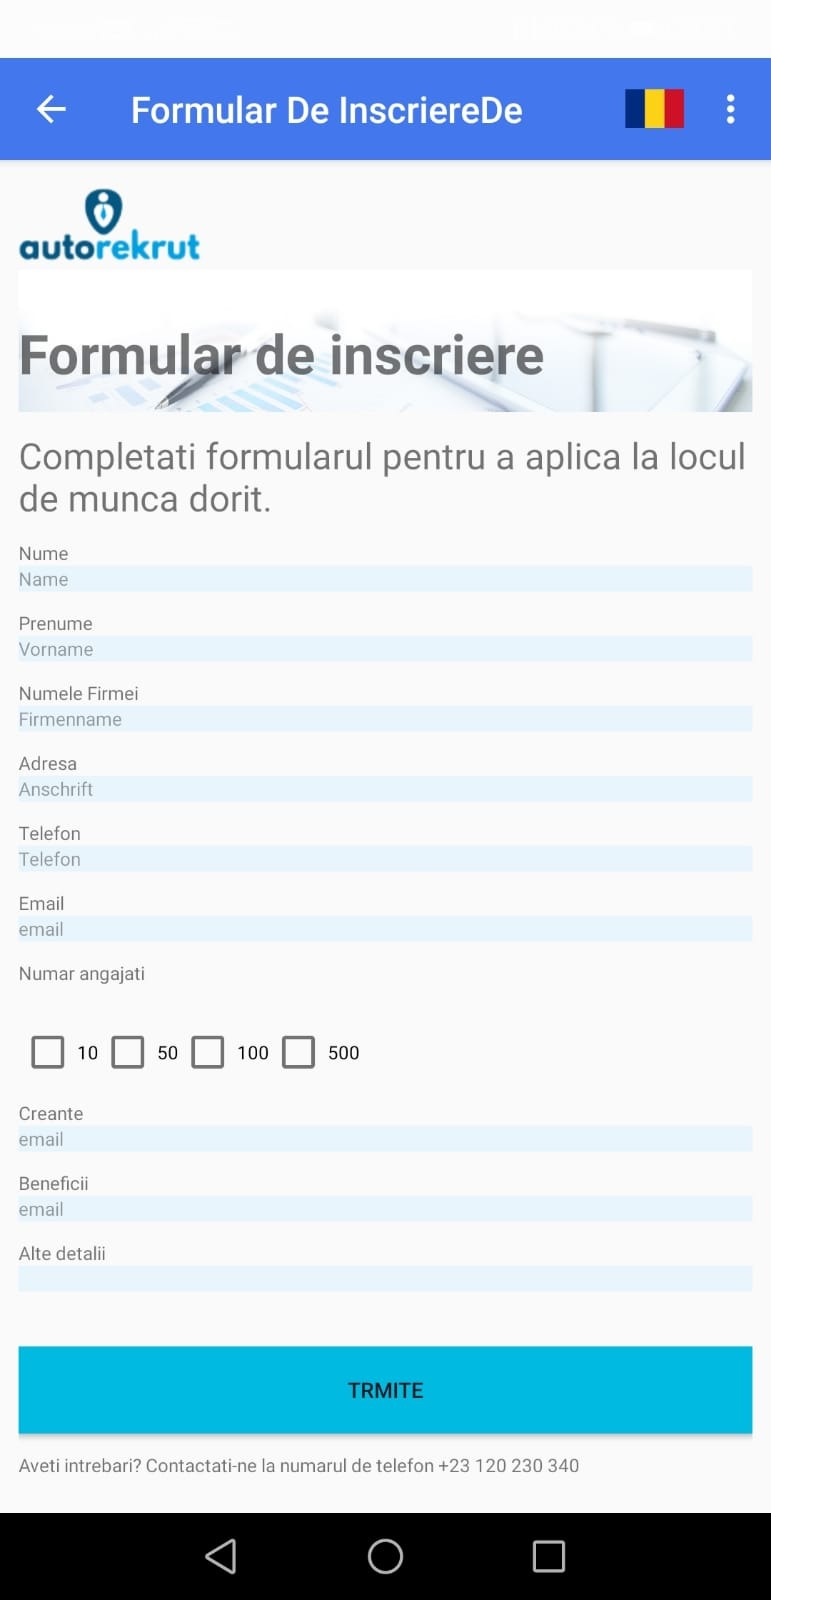 Formular De InscriereDe
autorekrut
Formular de inscriere
Completati formularul pentru a aplica la locul
de munca dorit.
Nume
Name
Prenume
Vorname
Numele Firmei
Firmenname
Adresa
Anschrift
Telefon
Telefon
Email
email
Numar angajati
10 50 100 500
Creante
email
Beneficii
email
Alte detalii
TRMITE
Aveti intrebari? Contactati-ne la numarul de telefon +23 120 230 340